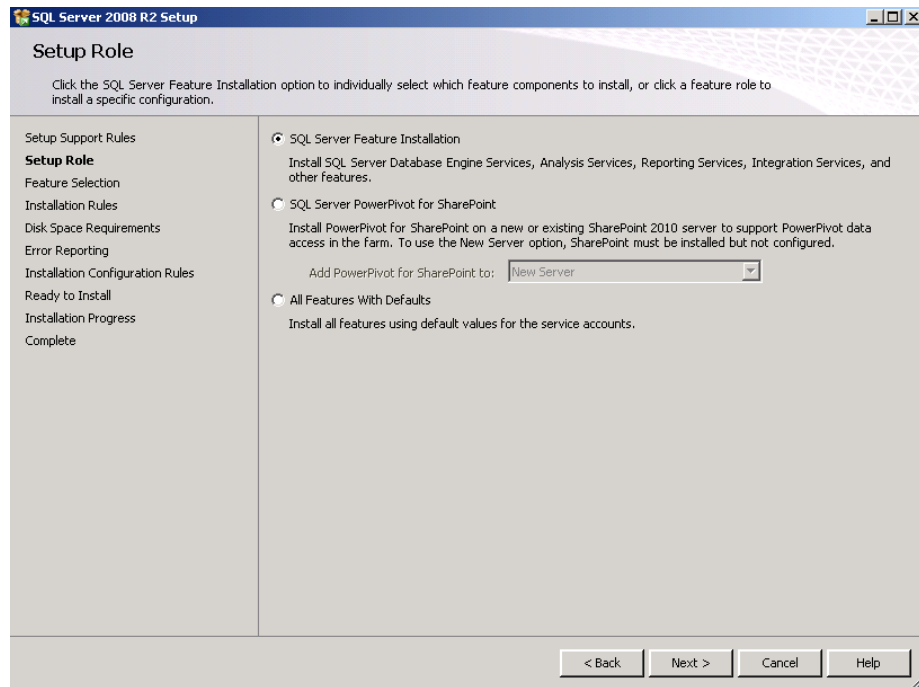 SQL Server 2008 R2 Setup
Setup Role
Click the SQL Server Feature Installation option to individually select which feature components to install, or click a feature role to
install a specific configuration.
Setup Support Rules
Setup Role
Feature Selection
Installation Rules
Disk Space Requirements
Error Reporting
Installation Configuration Rules
Ready to Install
Installation Progress
Complete
SQL Server Feature Installation
Install SQL Server Database Engine Services, Analysis Services, Reporting Services, Integration Services, and
other features.
SQL Server PowerPivot for SharePoint
Install PowerPivot for SharePoint on a new or existing SharePoint 2010 server to support PowerPivot data
access in the farm. To use the New Server option, SharePoint must be installed but not configured.
Add PowerPivot for SharePoint to: New Server
All Features With Defaults
Install all features using default values for the service accounts.
< Back Next > Cancel Help